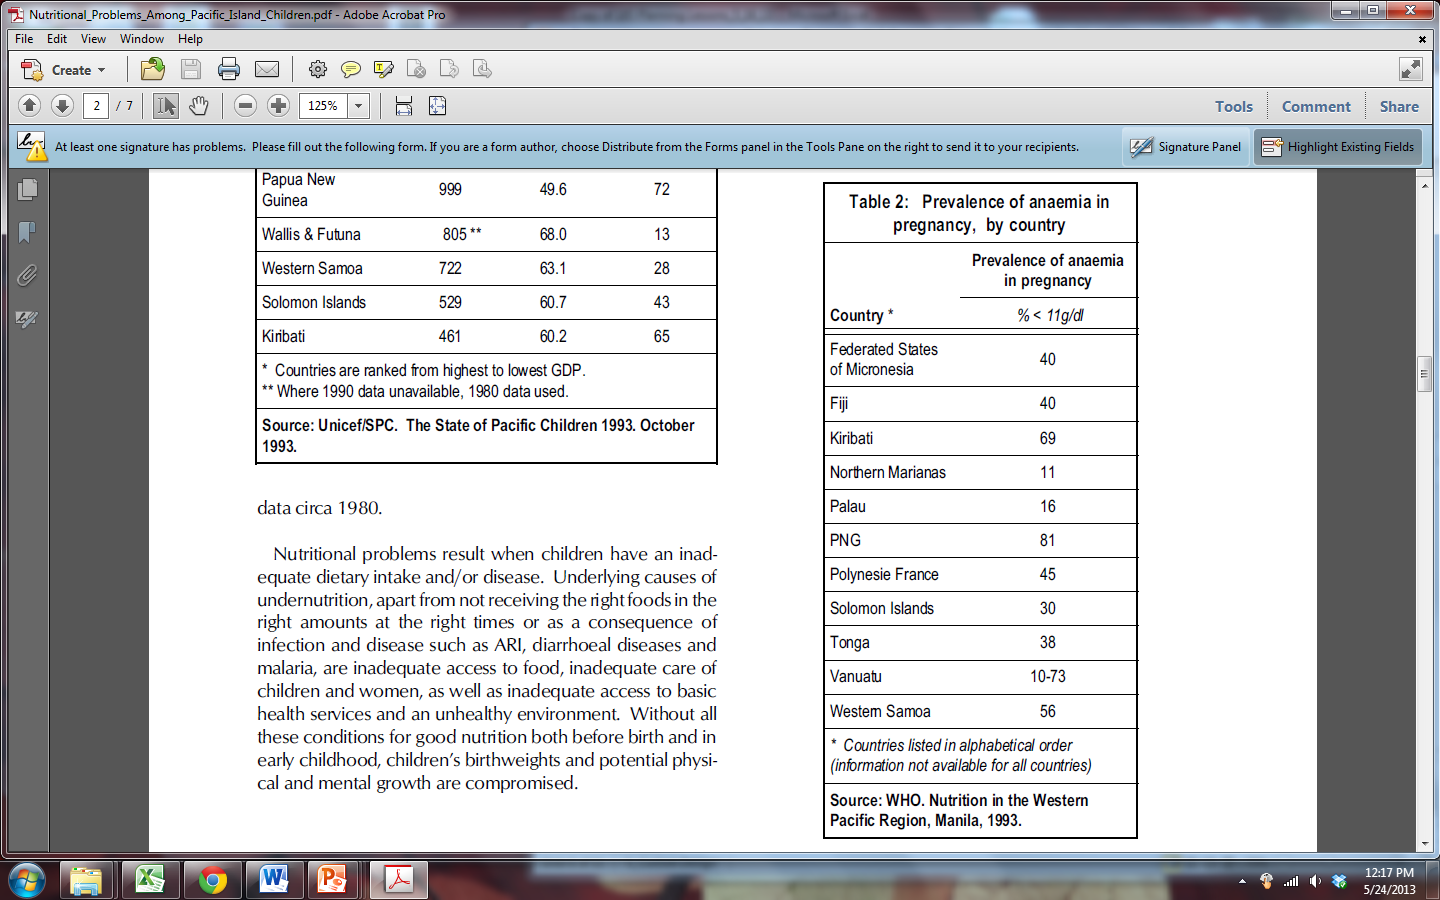 Nutritional_Problems_Among_Pacific_Island_Children.pdf - Adobe Acrobat Pro
File Edit View Window Help
Create
2 / 7 125% Tools Comment Share
At least one signature has problems. Please fill out the following form. If you are a form author, choose Distribute from the Forms panel in the Tools Pane on the right to send it to your recipients. Signature Panel Highlight Existing Fields
Papua New
Guinea 999 49.6 72
Wallis & Futuna 805 ** 68.0 13
Western Samoa 722 63.1 28
Solomon Islands 529 60.7 43
Kiribati 461 60.2 65
* Countries are ranked from highest to lowest GDP.
** Where 1990 data unavailable, 1980 data used.
Source: Unicef/SPC. The State of Pacific Children 1993. October
1993.
data circa 1980.
Nutritional problems result when children have an inad-
equate dietary intake and/or disease. Underlying causes of
undernutrition, apart from not receiving the right foods in the
right amounts at the right times or as a consequence of
infection and disease such as ARI, diarrhoeal diseases and
malaria, are inadequate access to food, inadequate care of
children and women, as well as inadequate access to basic
health services and an unhealthy environment. Without all
these conditions for good nutrition both before birth and in
early childhood, children's birthweights and potential physi-
cal and mental growth are compromised.
Table 2: Prevalence of anaemia in
pregnancy, by country
Prevalence of anaemia
in pregnancy
Country * % < 11g/dl
Federated States
of Micronesia 40
Fiji 40
Kiribati 69
Northern Marianas 11
Palau 16
PNG 81
Polynesie France 45
Solomon Islands 30
Tonga 38
Vanuatu 10-73
Western Samoa 56
* Countries listed in alphabetical order
(information not available for all countries)
Source: WHO. Nutrition in the Western
Pacific Region, Manila, 1993.
12:17 PM
5/24/2013